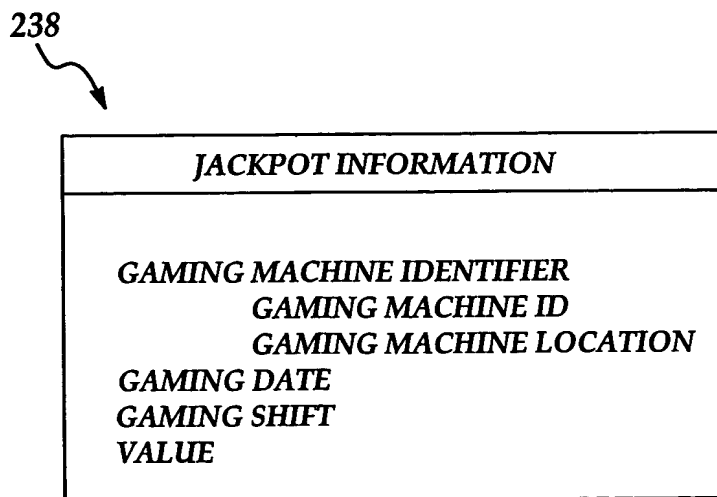 238
JACKPOT INFORMATION
GAMING MACHINE IDENTIFIER
GAMING MACHINE ID
GAMING MACHINE LOCATION
GAMING DATE
GAMING SHIFT
VALUE